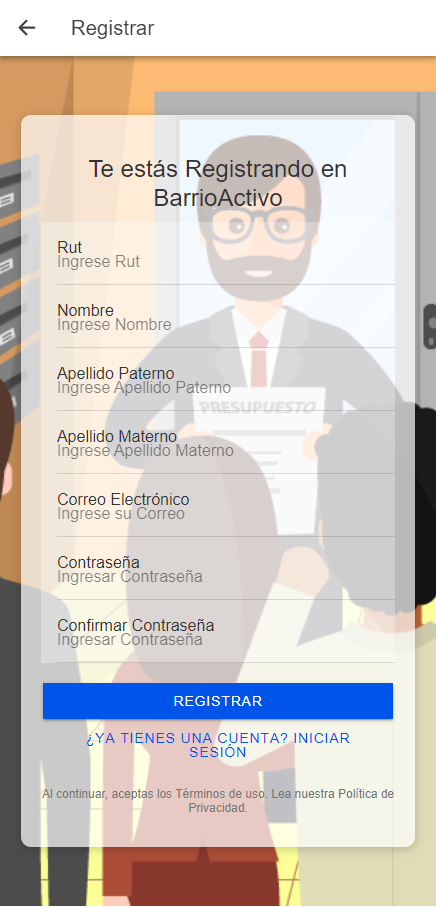 Registrar
Te estás Registrando en
BarrioActivo
Rut
Ingrese Rut
Nombre
Ingrese Nombre
PRESUPUESTO
Apellido Paterno
Ingrese Apellido Paterno
Apellido Materno
Ingrese Apellido Materno
Correo Electrónico
Ingrese su Correo
Contraseña
Ingresar Contraseña
Confirmar Contraseña
Ingresar Contraseña
REGISTRAR
¿YA TIENES UNA CUENTA? INICIAR
SESIÓN
Al continuar, aceptas los Términos de uso. Lea nuestra Política de
Privacidad.